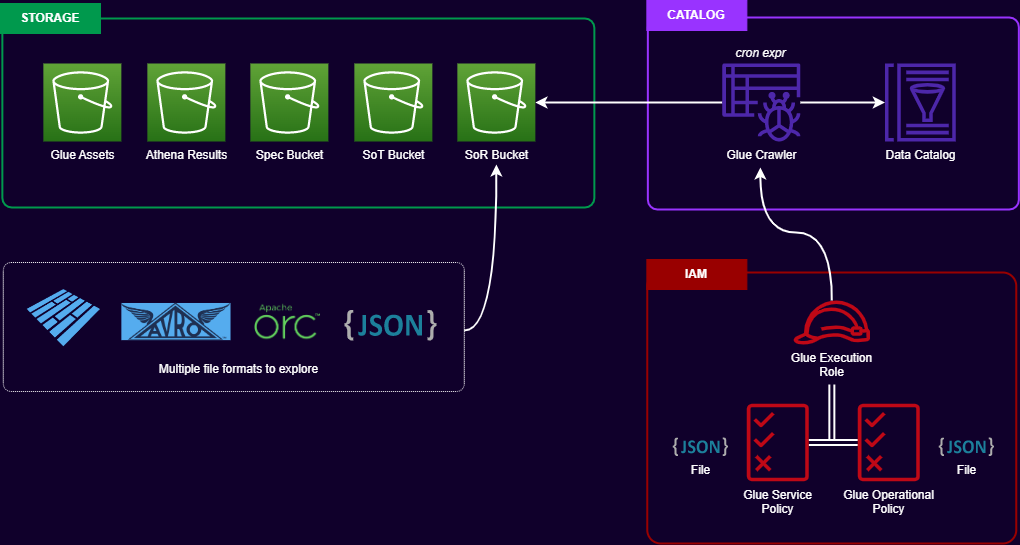 STORAGE
Glue Assets
Athena Results
Spec Bucket
SoT Bucket
SoR Bucket
CATALOG
cron expr
Glue Crawler
Data Catalog
AVRO
Apache
orc™
{JSON}
Multiple file formats to explore
IAM
Glue Execution
Role
{JSON}
File
Glue Service
Policy
Glue Operational
Policy
{JSON}
File